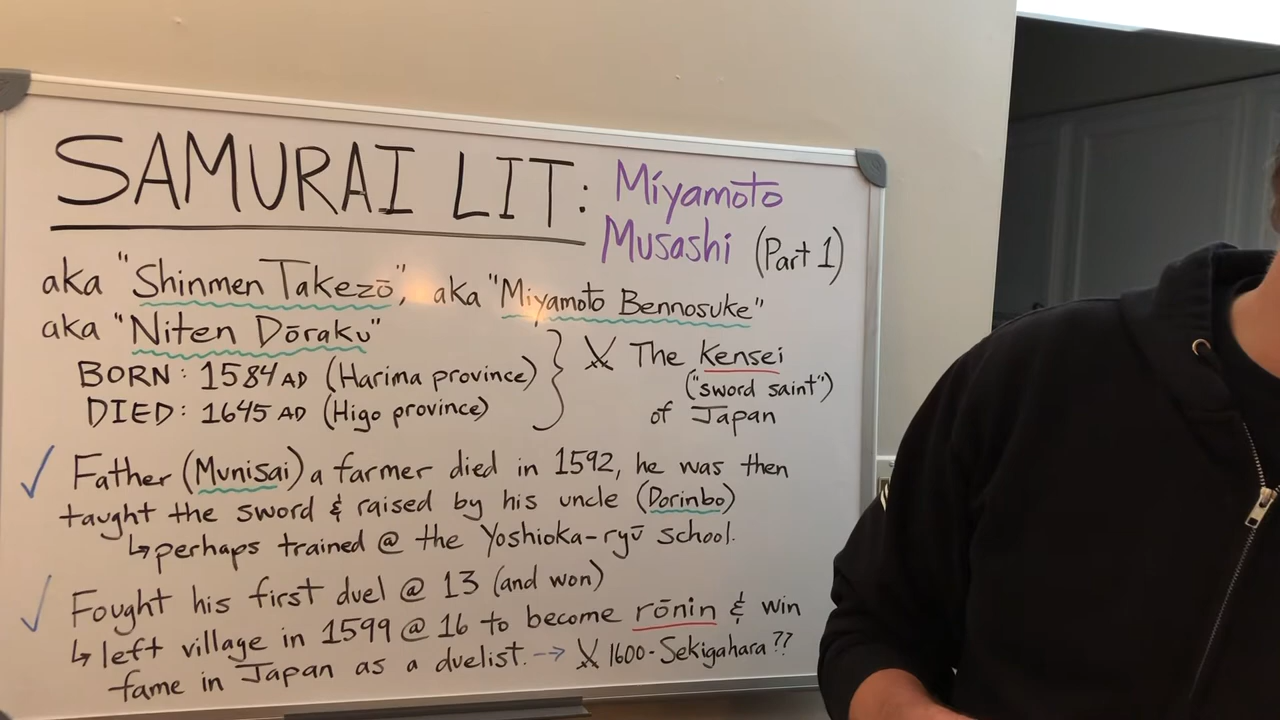 SAMURAI LIT: Miyamoto Musashi (Part 1)
aka "Shinmen Takezō", aka "Miyamoto Bennosuke"
aka "Niten Dōraku"
BORN: 1584 AD (Harima province)
DIED: 1645 AD (Higo province)
The Kensei
("sword saint")
of Japan
Father (Munisai) a farmer died in 1592, he was then
taught the sword & raised by his uncle (Dorinbo)
↳ perhaps trained @ the Yoshioka-ryū school.
Fought his first duel @ 13 (and won)
↳ left village in 1599 @ 16 to become rōnin & win
fame in Japan as a duelist. → 1600-Sekigahara??